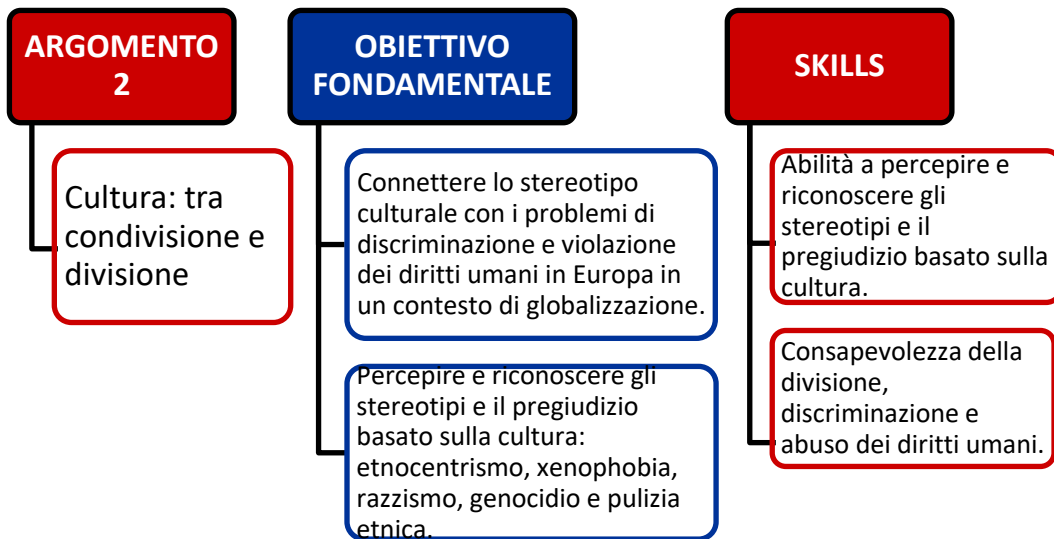 ARGOMENTO
2
Cultura: tra
condivisione e
divisione
OBIETTIVO
FONDAMENTALE
Connettere lo stereotipo
culturale con i problemi di
discriminazione e violazione
dei diritti umani in Europa in
un contesto di globalizzazione.
Percepire e riconoscere gli
stereotipi e il pregiudizio
basato sulla cultura:
etnocentrismo, xenophobia,
razzismo, genocidio e pulizia
etnica.
SKILLS
Abilità a percepire e
riconoscere gli
stereotipi e il
pregiudizio basato sulla
cultura.
Consapevolezza della
divisione,
discriminazione e
abuso dei diritti umani.